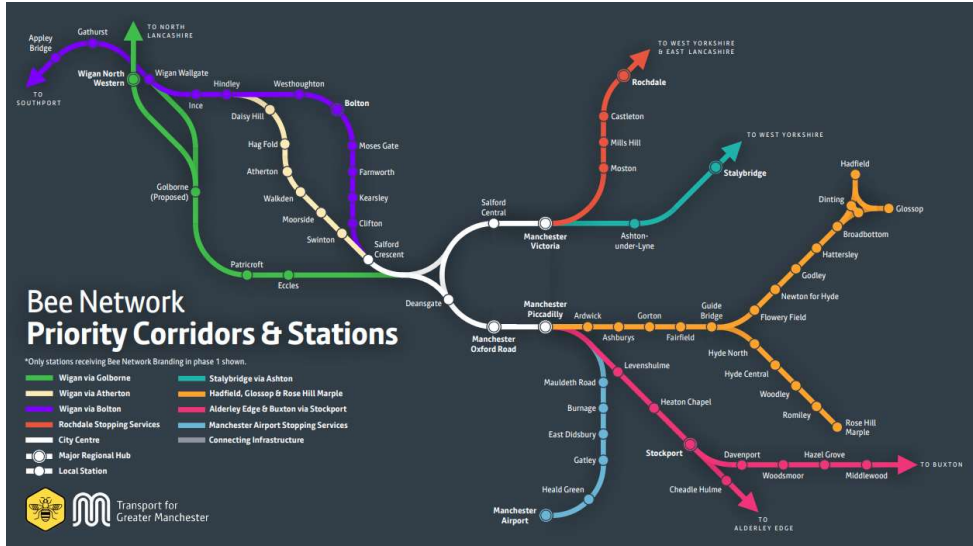 TO NORTH
LANCASHIRE
Appley
Bridge
Gathurst
Wigan North
Western
Wigan Wallgate
TO
SOUTHPORT
Ince
Hindley
Westhoughton
Bolton
Daisy Hill
Hag Fold
Atherton
Walkden
Moorside
Swinton
Moses Gate
Farnworth
Kearsley
Clifton
Salford
Crescent
Golborne
(Proposed)
Patricroft
Eccles
TO WEST YORKSHIRE
& EAST LANCASHIRE
Rochdale
Castleton
Mills Hill
Moston
TO WEST YORKSHIRE
Stalybridge
Ashton-
under-Lyne
Salford
Central
Manchester
Victoria
Deansgate
Manchester
Oxford Road
Manchester
Piccadilly
Hadfield
Dinting
Glossop
Broadbottom
Hattersley
Godley
Newton for Hyde
Flowery Field
Ardwick
Ashburys
Gorton
Fairfield
Guide
Bridge
Hyde North
Hyde Central
Woodley
Romiley
Rose Hill
Marple
Levenshulme
Heaton Chapel
Stockport
Davenport
Woodsmoor
Hazel Grove
Middlewood
TO BUXTON
Cheadle Hulme
TO
ALDERLEY EDGE
Mauldeth Road
Burnage
East Didsbury
Gatley
Heald Green
Manchester
Airport
Bee Network
Priority Corridors & Stations
*Only stations receiving Bee Network Branding in phase 1 shown.
Wigan via Golborne
Wigan via Atherton
Wigan via Bolton
Rochdale Stopping Services
City Centre
Major Regional Hub
Local Station
Stalybridge via Ashton
Hadfield, Glossop & Rose Hill Marple
Alderley Edge & Buxton via Stockport
Manchester Airport Stopping Services
Connecting Infrastructure
Transport for
Greater Manchester